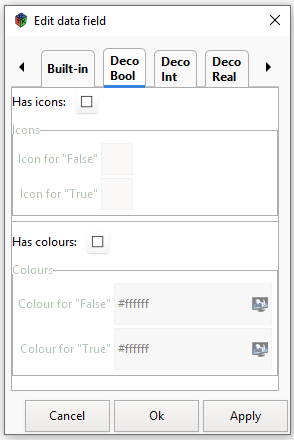 Edit data field
Built-in
Deco
Bool
Deco
Int
Deco
Real
Has icons:
Icons
Icon for "False"
Icon for "True"
Has colours:
Colours
Colour for "False" #ffffff
Colour for "True" #ffffff
Cancel Ok Apply